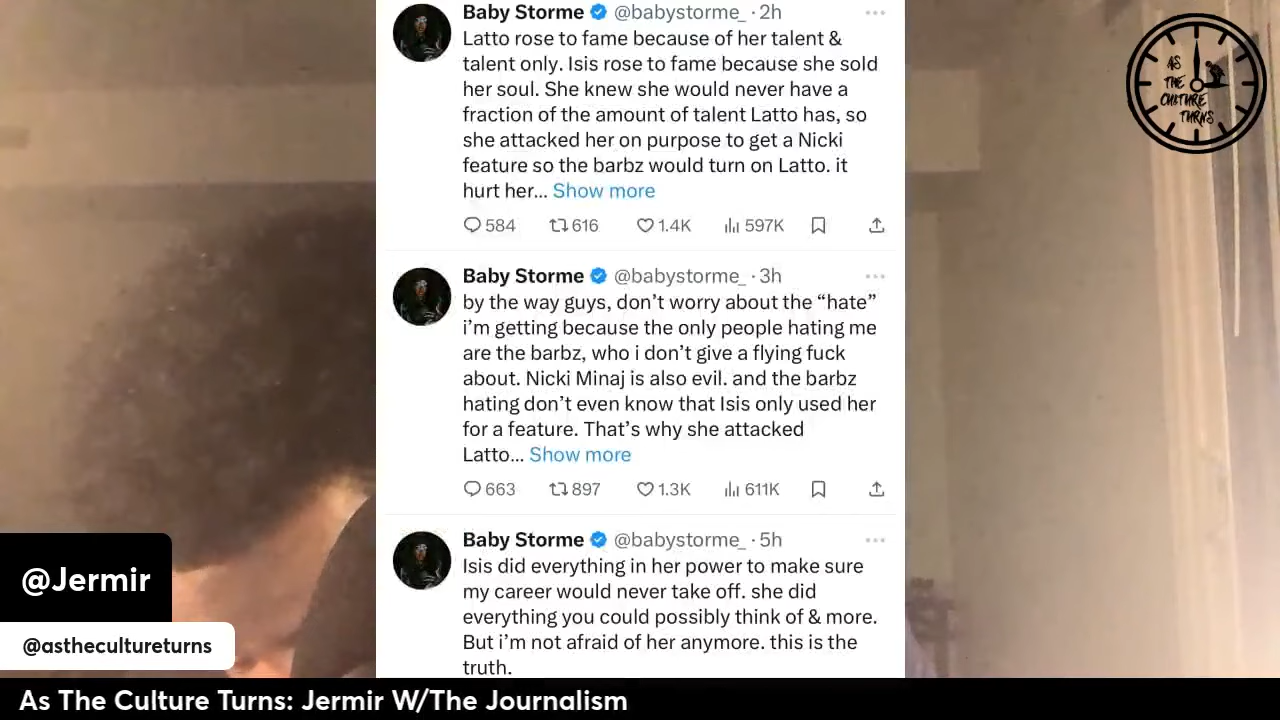 Baby Storme @babystorme_ · 2h
Latto rose to fame because of her talent &
talent only. Isis rose to fame because she sold
her soul. She knew she would never have a
fraction of the amount of talent Latto has, so
she attacked her on purpose to get a Nicki
feature so the barbz would turn on Latto. it
hurt her... Show more
584 616 1.4K 597K
Baby Storme @babystorme_ · 3h
by the way guys, don’t worry about the “hate”
i’m getting because the only people hating me
are the barbz, who i don’t give a flying fuck
about. Nicki Minaj is also evil. and the barbz
hating don’t even know that Isis only used her
for a feature. That’s why she attacked
Latto... Show more
663 897 1.3K 611K
Baby Storme @babystorme_ · 5h
Isis did everything in her power to make sure
my career would never take off. she did
everything you could possibly think of & more.
But i’m not afraid of her anymore. this is the
truth.
AS
THE
CULTURE
TURNS
@Jermir
@asthecultureturns
As The Culture Turns: Jermir W/The Journalism